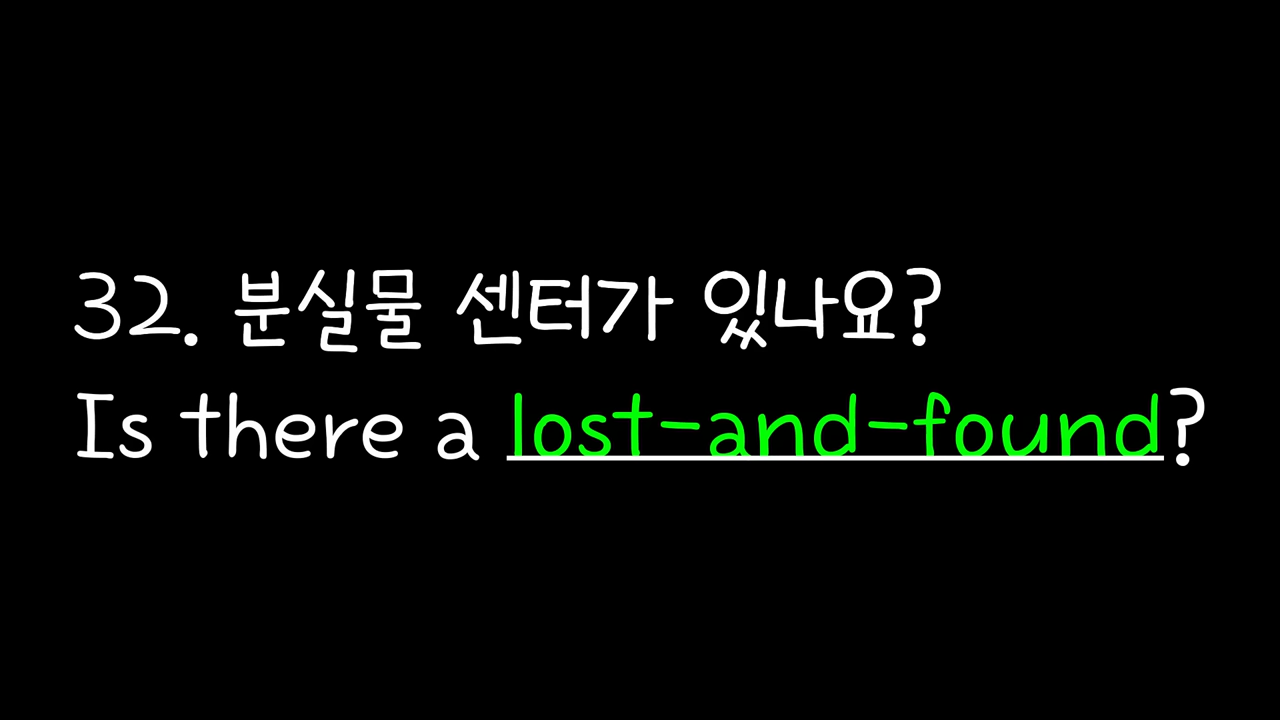 32. 분실물 센터가 있나요?
Is there a lost-and-found?